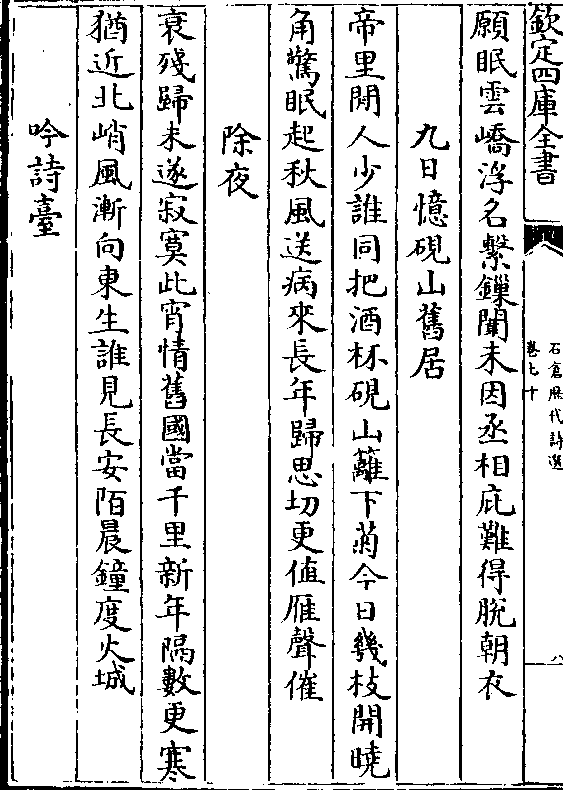 欽定四庫全書
石倉歷代詩選
卷七十
八
願眠雲嶠浮名繫鏁聞未因丞相庇難得脫朝衣
九日憶硯山舊居
帝里閒人少誰同把酒杯硯山籬下菊今日幾枝開曉
角驚眠起秋風送病來長年歸思切更值雁聲催
除夜
衰殘歸未遂寂寞此宵情舊國當千里新年隔數更寒
猶近北峭風漸向東生誰見長安陌晨鐘度火城
吟詩臺